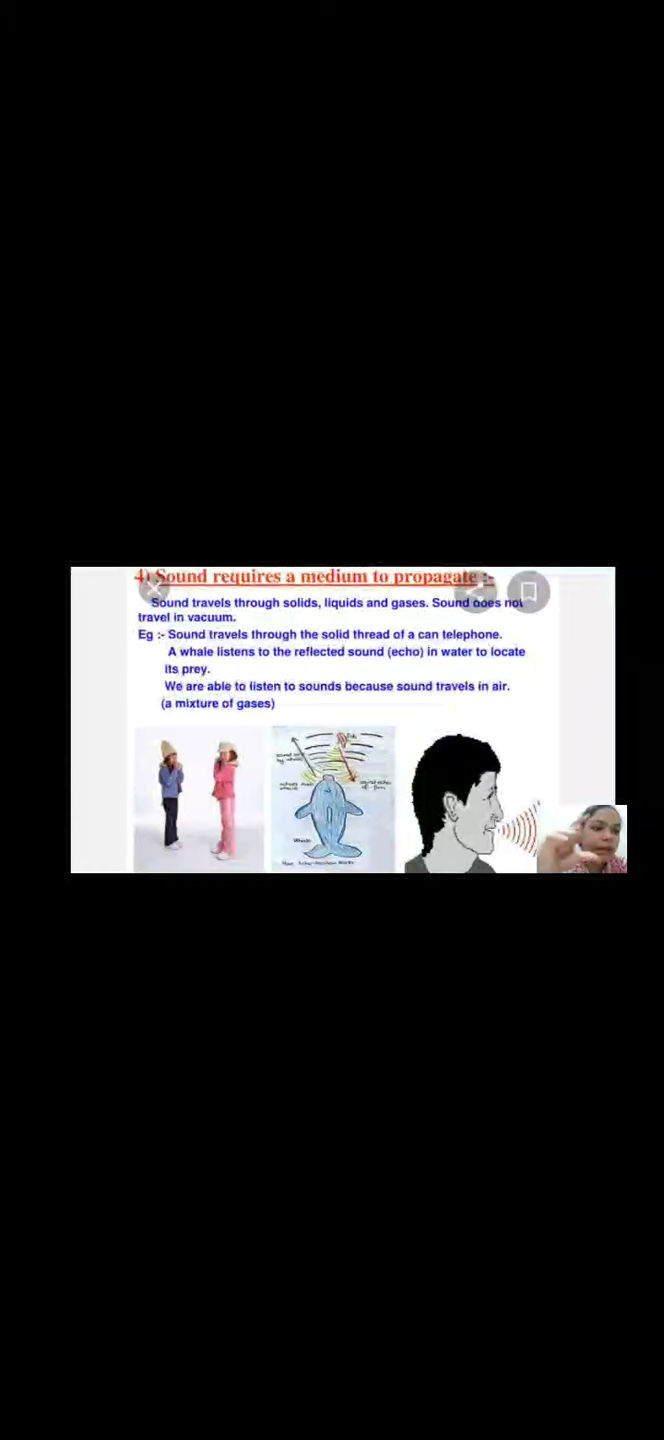 4) Sound requires a medium to propagate :-
Sound travels through solids, liquids and gases. Sound does not
travel in vacuum.
Eg :- Sound travels through the solid thread of a can telephone.
A whale listens to the reflected sound (echo) in water to locate
its prey.
We are able to listen to sounds because sound travels in air.
(a mixture of gases)
Whale